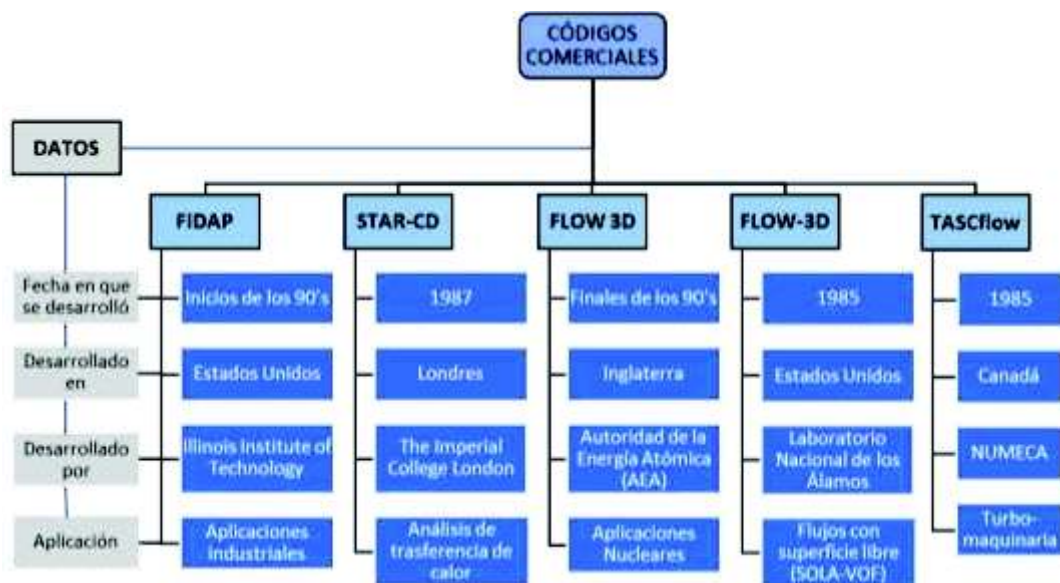 CÓDIGOS
COMERCIALES
DATOS
FIDAP
STAR-CD
FLOW 3D
FLOW-3D
TASCflow
Fecha en que
se desarrolló
Inicios de los 90's
1987
Finales de los 90's
1985
1985
Desarrollado
en
Estados Unidos
Londres
Inglaterra
Estados Unidos
Canadá
Desarrollado
por
Illinois Institute of
Technology
The Imperial
College London
Autoridad de la
Energía Atómica
(AEA)
Laboratorio
Nacional de los
Álamos
NUMECA
Aplicación
Aplicaciones
industriales
Análisis de
trasferencia de
calor
Aplicaciones
Nucleares
Flujos con
superficie libre
(SOLA-VOF)
Turbo-
maquinaria